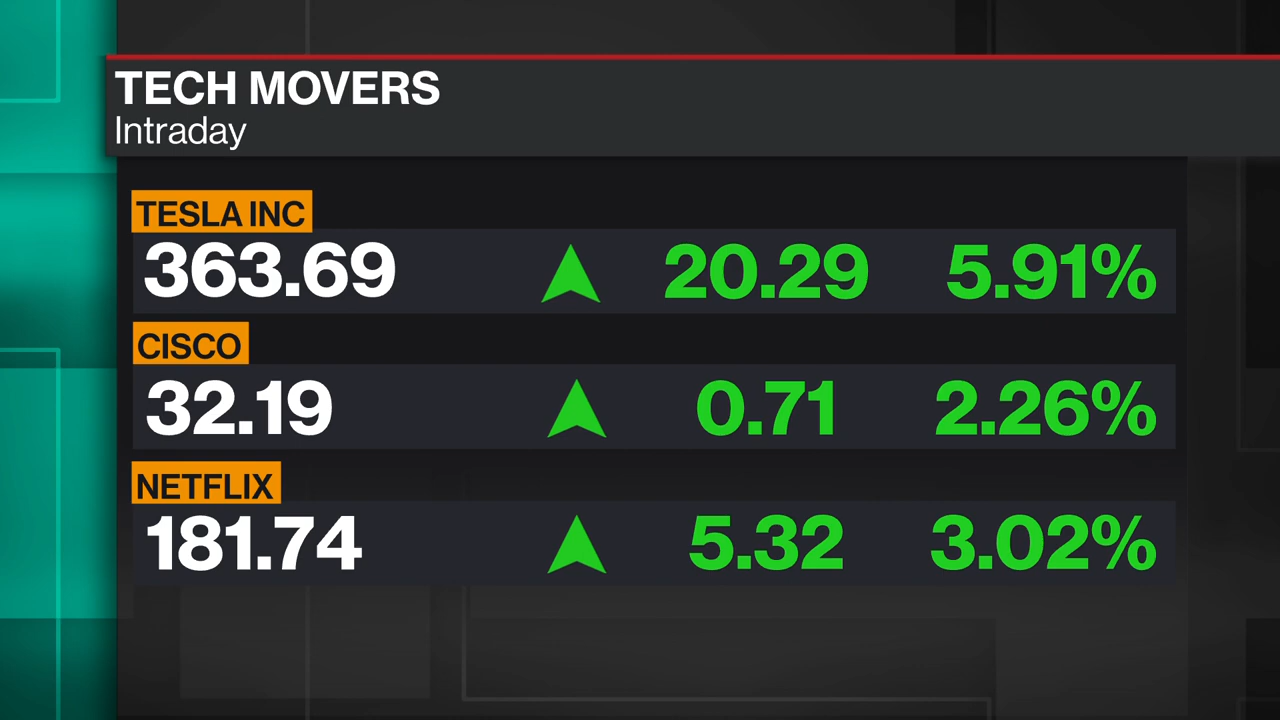 TECH MOVERS
Intraday
TESLA INC
363.69 ▲ 20.29 5.91%
CISCO
32.19 ▲ 0.71 2.26%
NETFLIX
181.74 ▲ 5.32 3.02%